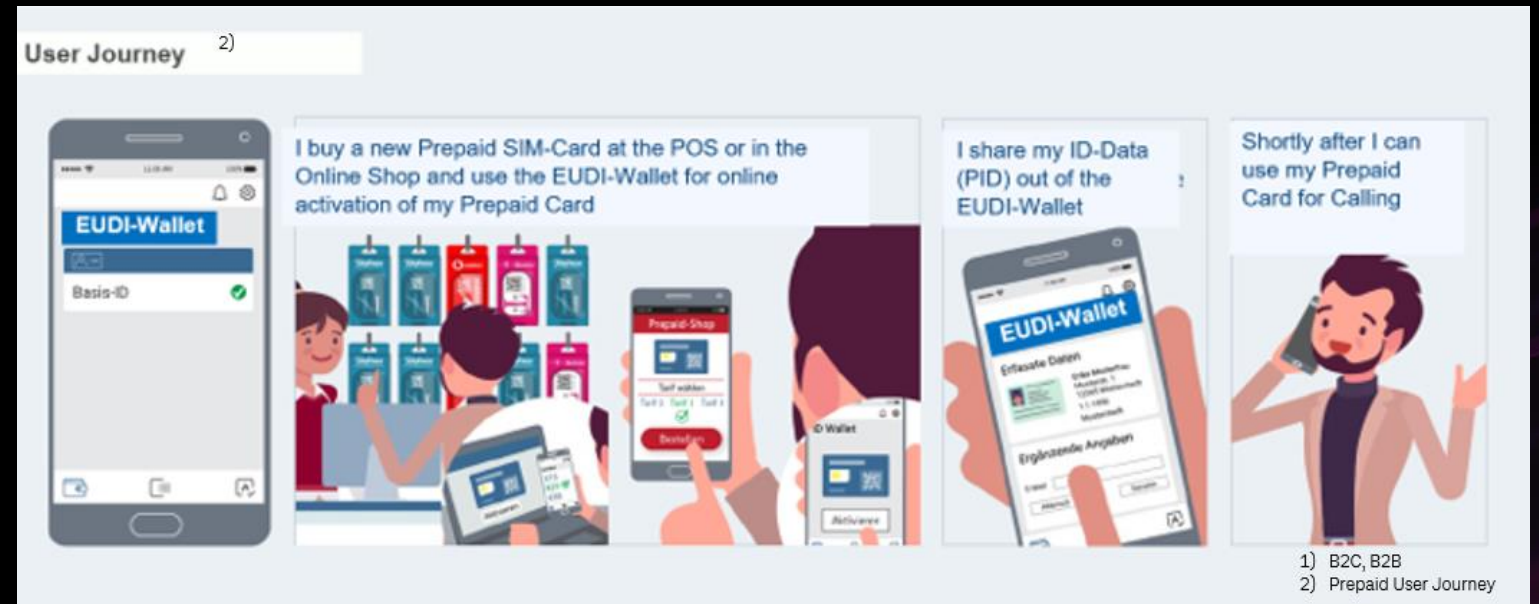 User Journey 2)
EUDI-Wallet
Basis-ID
I buy a new Prepaid SIM-Card at the POS or in the
Online Shop and use the EUDI-Wallet for online
activation of my Prepaid Card
Prepaid-Shop
Tarif wählen
Bestellen
ID Wallet
Aktivieren
I share my ID-Data
(PID) out of the
EUDI-Wallet
EUDI-Wallet
Erfasste Daten
Ergänzende Angaben
Shortly after I can
use my Prepaid
Card for Calling
1) B2C, B2B
2) Prepaid User Journey